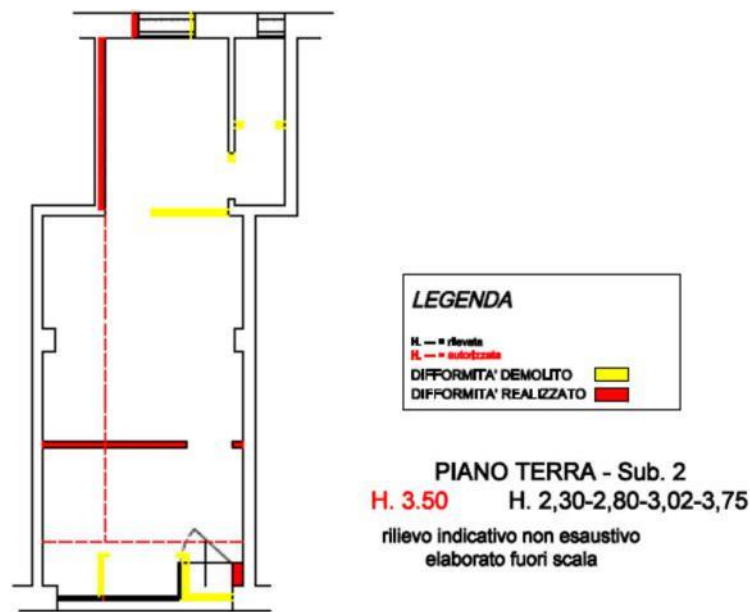 LEGENDA
H. --- = rilevata
H. --- = autorizzata
DIFFORMITA' DEMOLITO
DIFFORMITA' REALIZZATO
PIANO TERRA - Sub. 2
H. 3.50 H. 2,30-2,80-3,02-3,75
rilievo indicativo non esaustivo
elaborato fuori scala